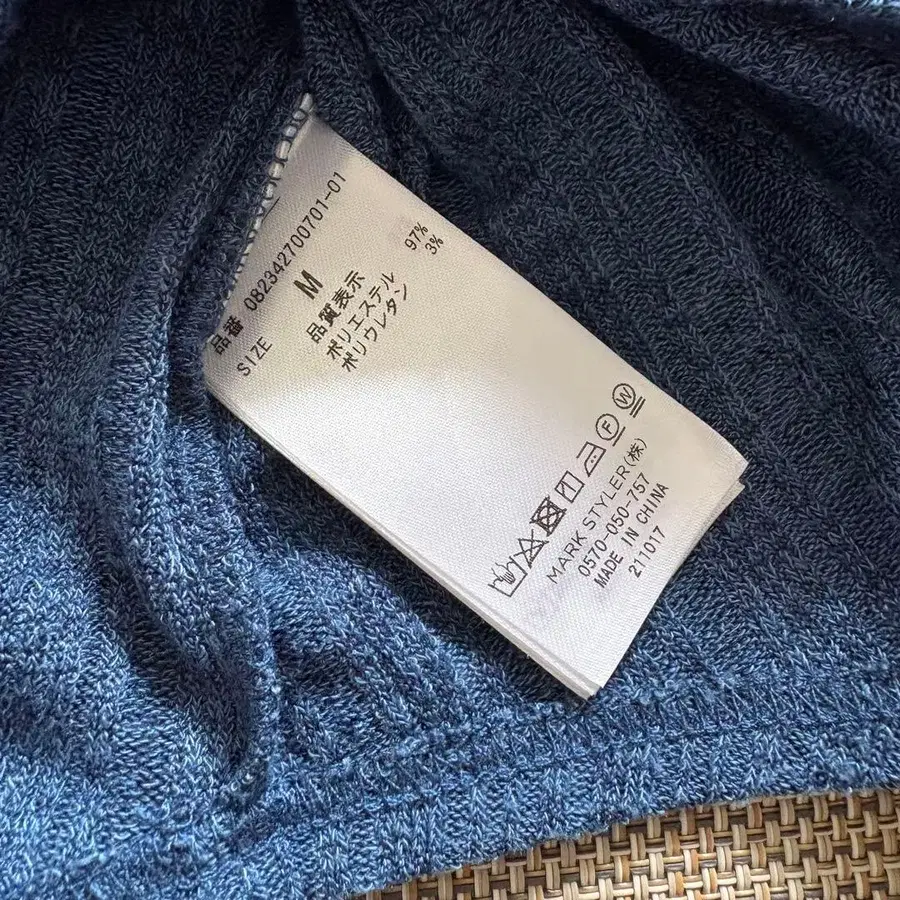 品番 082342700701-01
SIZE M
品質表示
ポリエステル 97%
ポリウレタン 3%
MARK STYLER(株)
0570-050-757
MADE IN CHINA
211017